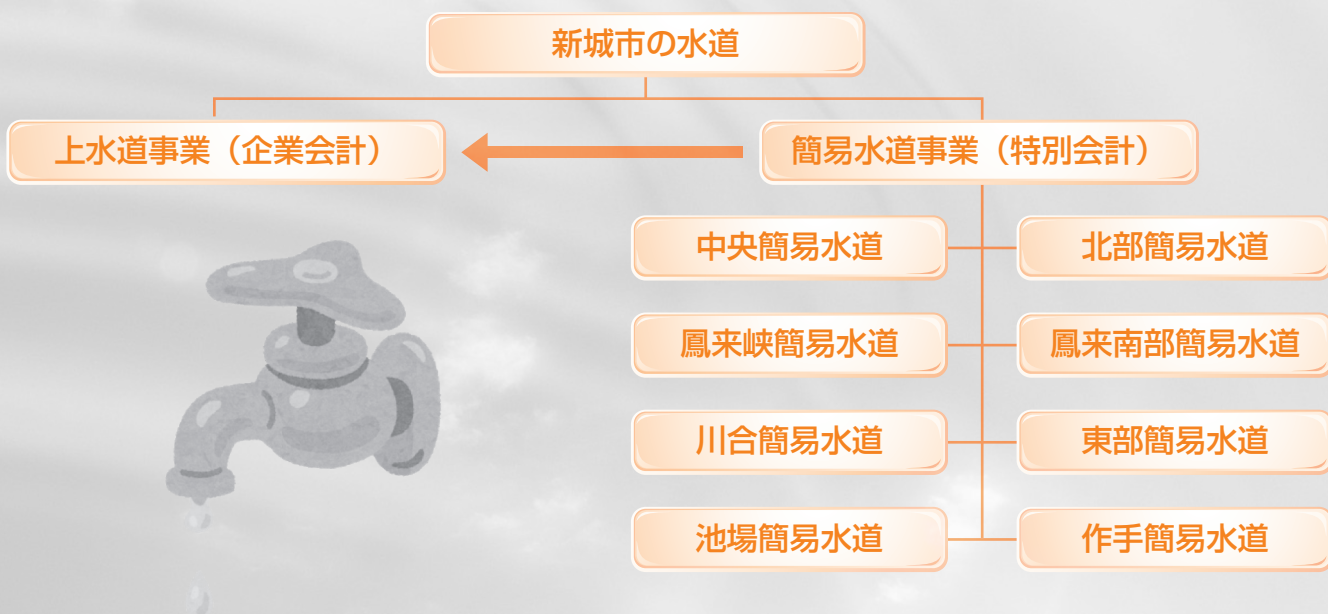 新城市の水道
上水道事業（企業会計）
簡易水道事業（特別会計）
中央簡易水道
北部簡易水道
鳳来峡簡易水道
鳳来南部簡易水道
川合簡易水道
東部簡易水道
池場簡易水道
作手簡易水道